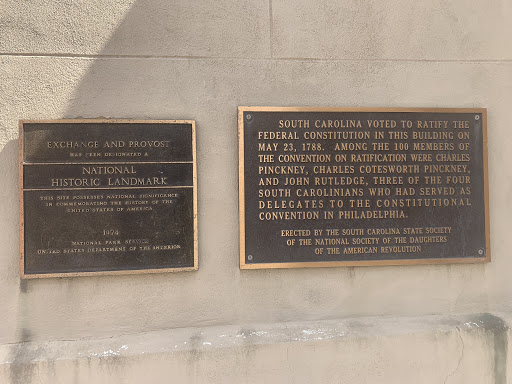 EXCHANGE AND PROVOST
HAS BEEN DESIGNATED A
NATIONAL
HISTORIC LANDMARK
THIS SITE POSSESSES NATIONAL SIGNIFICANCE
IN COMMEMORATING THE HISTORY OF THE
UNITED STATES OF AMERICA
1974
NATIONAL PARK SERVICE
UNITED STATES DEPARTMENT OF THE INTERIOR
SOUTH CAROLINA VOTED TO RATIFY THE
FEDERAL CONSTITUTION IN THIS BUILDING ON
MAY 23, 1788. AMONG THE 100 MEMBERS OF
THE CONVENTION ON RATIFICATION WERE CHARLES
PINCKNEY, CHARLES COTESWORTH PINCKNEY,
AND JOHN RUTLEDGE, THREE OF THE FOUR
SOUTH CAROLINIANS WHO HAD SERVED AS
DELEGATES TO THE CONSTITUTIONAL
CONVENTION IN PHILADELPHIA.
ERECTED BY THE SOUTH CAROLINA STATE SOCIETY
OF THE NATIONAL SOCIETY OF THE DAUGHTERS
OF THE AMERICAN REVOLUTION